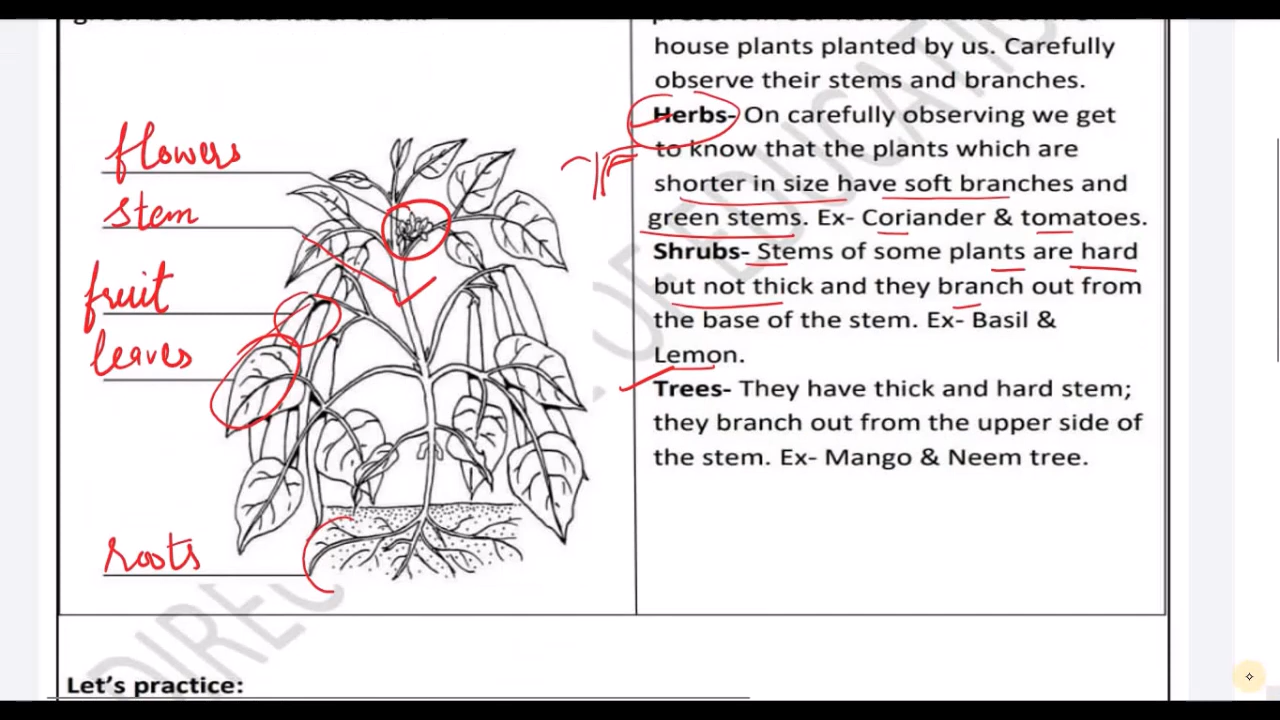 flowers
stem
fruit
leaves
roots
house plants planted by us. Carefully
observe their stems and branches.
Herbs- On carefully observing we get
to know that the plants which are
shorter in size have soft branches and
green stems. Ex- Coriander & tomatoes.
Shrubs- Stems of some plants are hard
but not thick and they branch out from
the base of the stem. Ex- Basil &
Lemon.
Trees- They have thick and hard stem;
they branch out from the upper side of
the stem. Ex- Mango & Neem tree.
Let's practice: